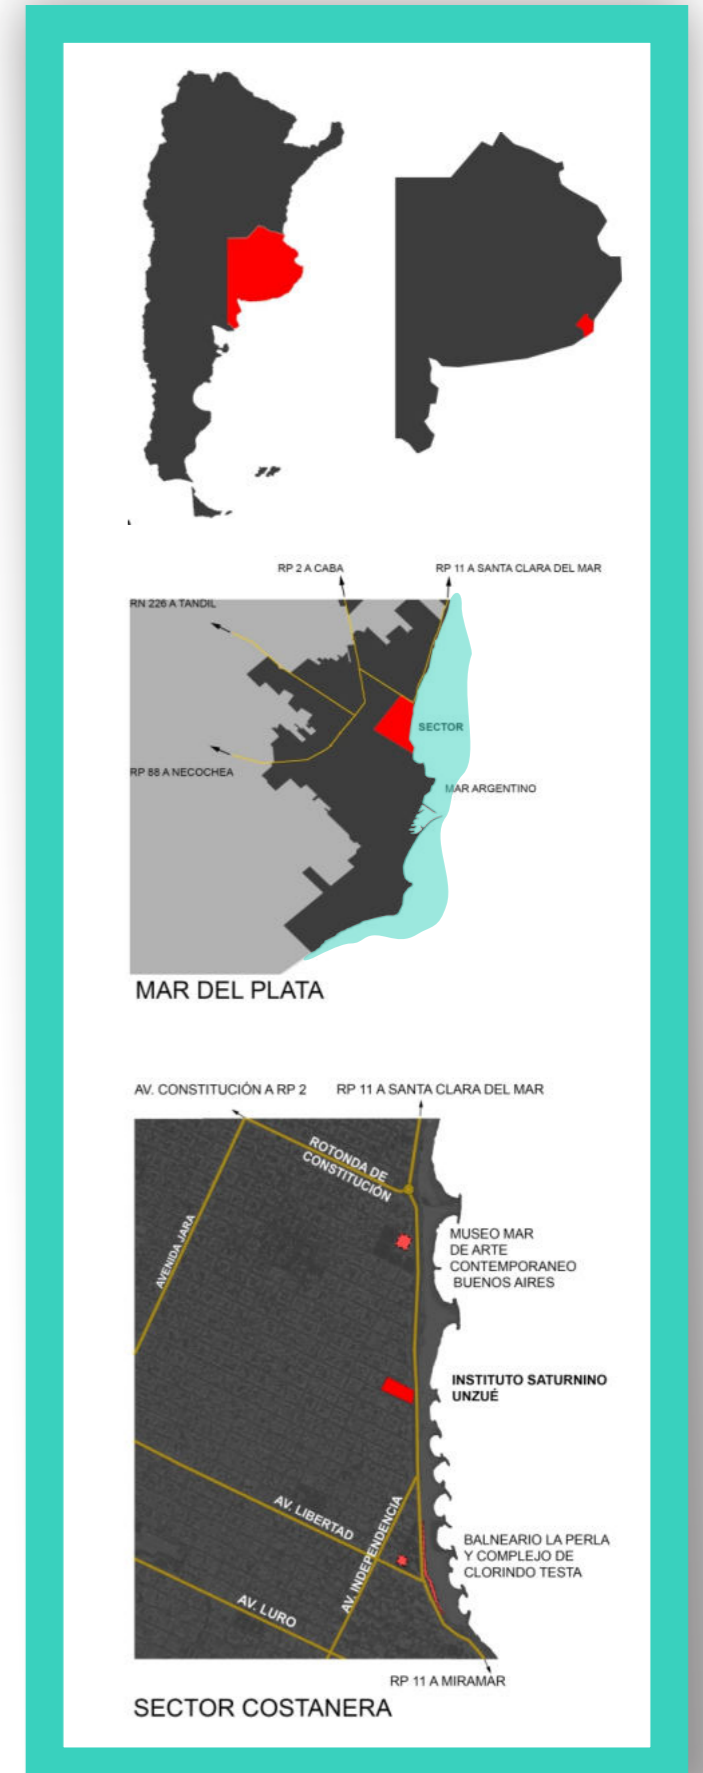 RP 2 A CABA
RP 11 A SANTA CLARA DEL MAR
RN 226 A TANDIL
SECTOR
RP 88 A NECOCHEA
MAR ARGENTINO
MAR DEL PLATA
AV. CONSTITUCIÓN A RP 2
RP 11 A SANTA CLARA DEL MAR
ROTONDA DE
CONSTITUCIÓN
AVENIDA JARA
MUSEO MAR
DE ARTE
CONTEMPORANEO
BUENOS AIRES
INSTITUTO SATURNINO
UNZUÉ
AV. LIBERTAD
AV. INDEPENDENCIA
BALNEARIO LA PERLA
Y COMPLEJO DE
CLORINDO TESTA
AV. LURO
RP 11 A MIRAMAR
SECTOR COSTANERA